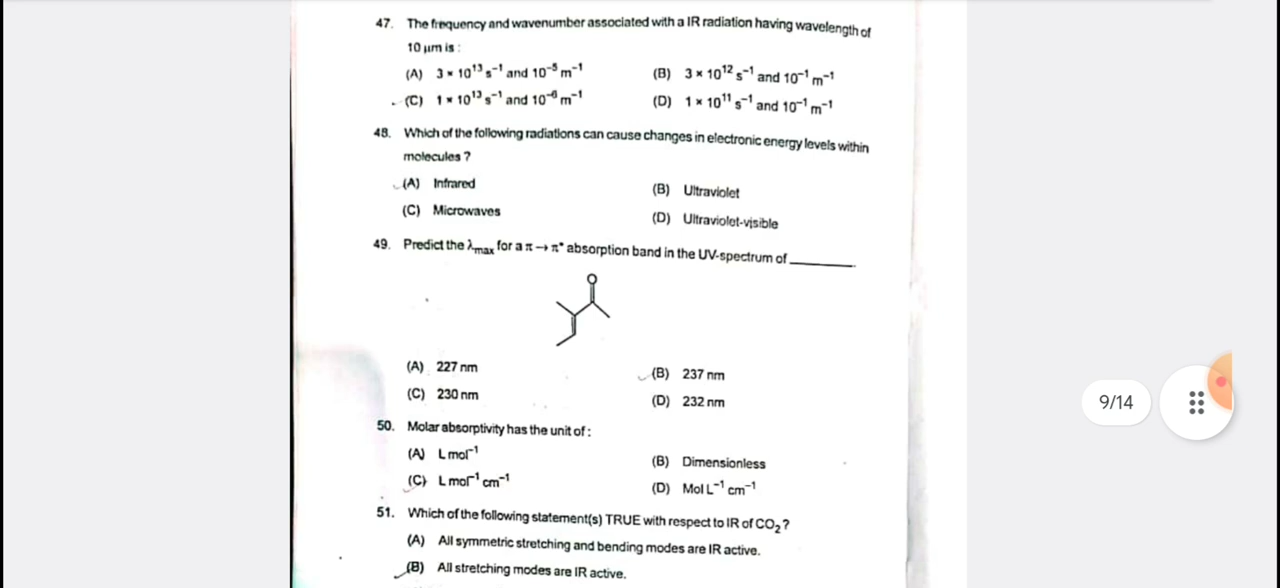 47. The frequency and wavenumber associated with a IR radiation having wavelength of
10 μm is :
(A) 3 × 10¹³ s⁻¹ and 10⁻⁵ m⁻¹ (B) 3 × 10¹² s⁻¹ and 10⁻¹ m⁻¹
(C) 1 × 10¹³ s⁻¹ and 10⁻⁶ m⁻¹ (D) 1 × 10¹¹ s⁻¹ and 10⁻¹ m⁻¹
48. Which of the following radiations can cause changes in electronic energy levels within
molecules ?
(A) Infrared (B) Ultraviolet
(C) Microwaves (D) Ultraviolet-visible
49. Predict the λmax for a π → π* absorption band in the UV-spectrum of ________.
O
(A) 227 nm (B) 237 nm
(C) 230 nm (D) 232 nm
50. Molar absorptivity has the unit of :
(A) L mol⁻¹ (B) Dimensionless
(C) L mol⁻¹ cm⁻¹ (D) Mol L⁻¹ cm⁻¹
51. Which of the following statement(s) TRUE with respect to IR of CO₂ ?
(A) All symmetric stretching and bending modes are IR active.
(B) All stretching modes are IR active.
9/14